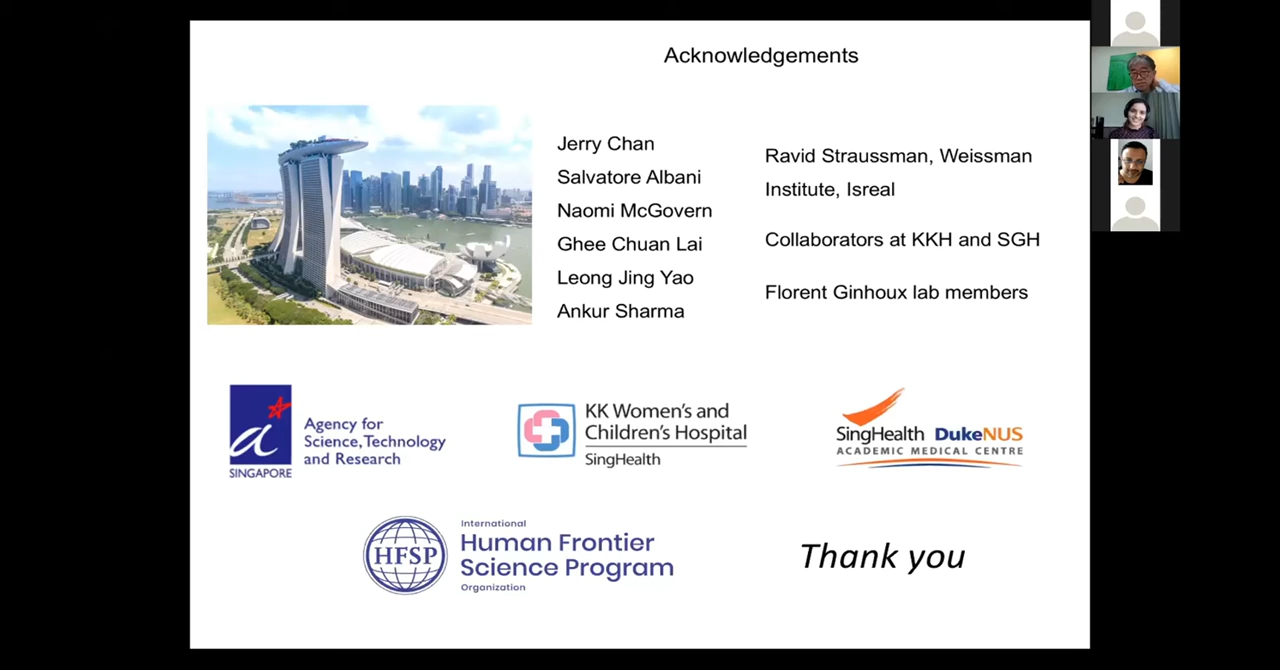 Acknowledgements
Jerry Chan
Salvatore Albani
Naomi McGovern
Ghee Chuan Lai
Leong Jing Yao
Ankur Sharma
Ravid Straussman, Weissman
Institute, Isreal
Collaborators at KKH and SGH
Florent Ginhoux lab members
a
SINGAPORE
Agency for
Science, Technology
and Research
KK Women's and
Children's Hospital
SingHealth
SingHealth DukeNUS
ACADEMIC MEDICAL CENTRE
HFSP
International
Human Frontier
Science Program
Organization
Thank you